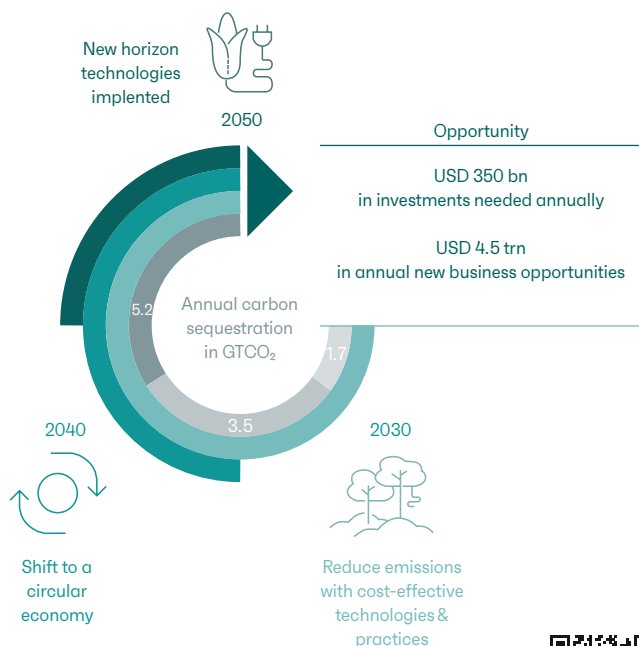 New horizon
technologies
implented
2050
Opportunity
USD 350 bn
in investments needed annually
USD 4.5 trn
in annual new business opportunities
5.2
Annual carbon
sequestration
in GTCO₂
1.7
3.5
2040
2030
Shift to a
circular
economy
Reduce emissions
with cost-effective
technologies &
practices